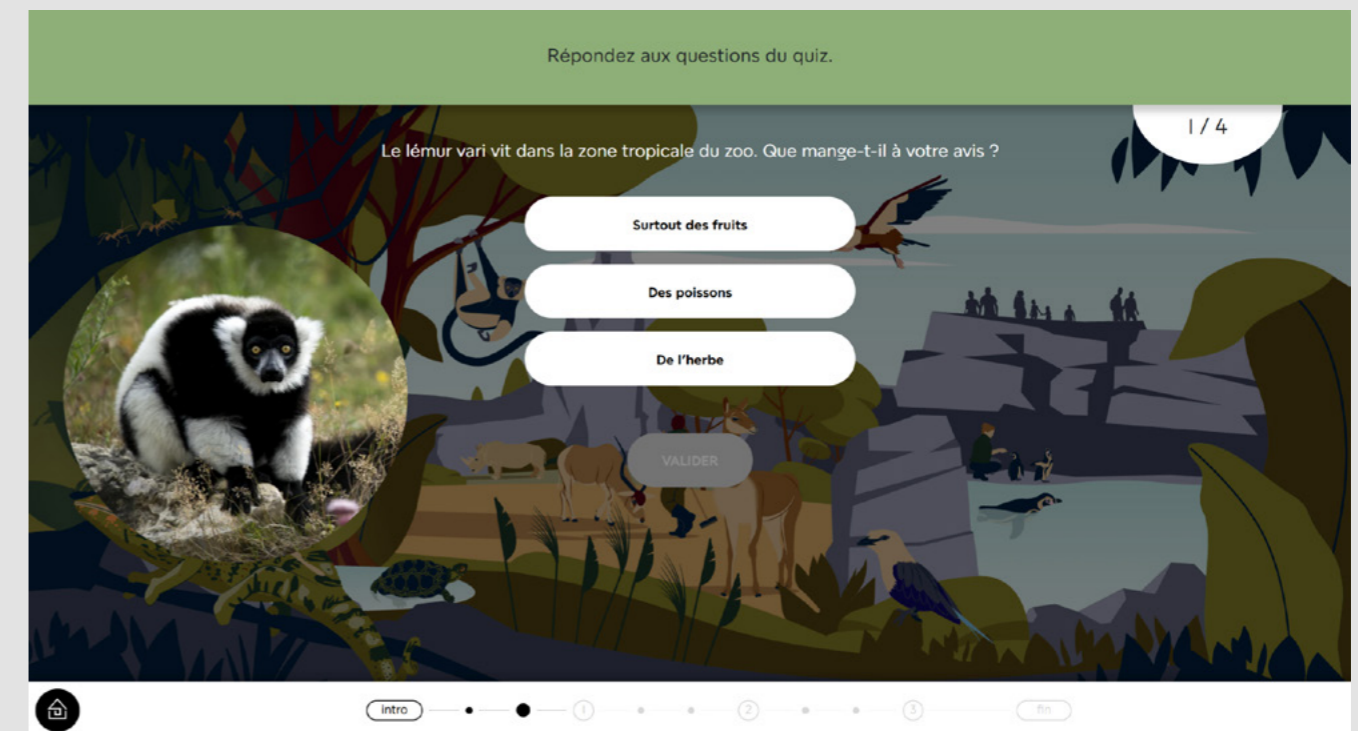 Répondez aux questions du quiz.
1 / 4
Le lémur vari vit dans la zone tropicale du zoo. Que mange-t-il à votre avis ?
Surtout des fruits
Des poissons
De l'herbe
VALIDER
intro
1
2
3
fin